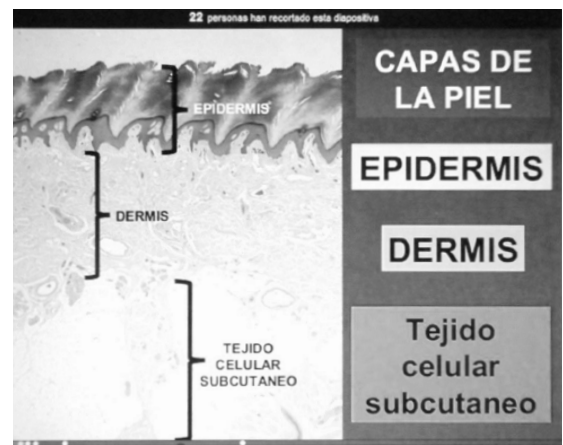 22 personas han recortado esta diapositiva
CAPAS DE
LA PIEL
EPIDERMIS
DERMIS
TEJIDO
CELULAR
SUBCUTANEO
EPIDERMIS
DERMIS
Tejido
celular
subcutaneo